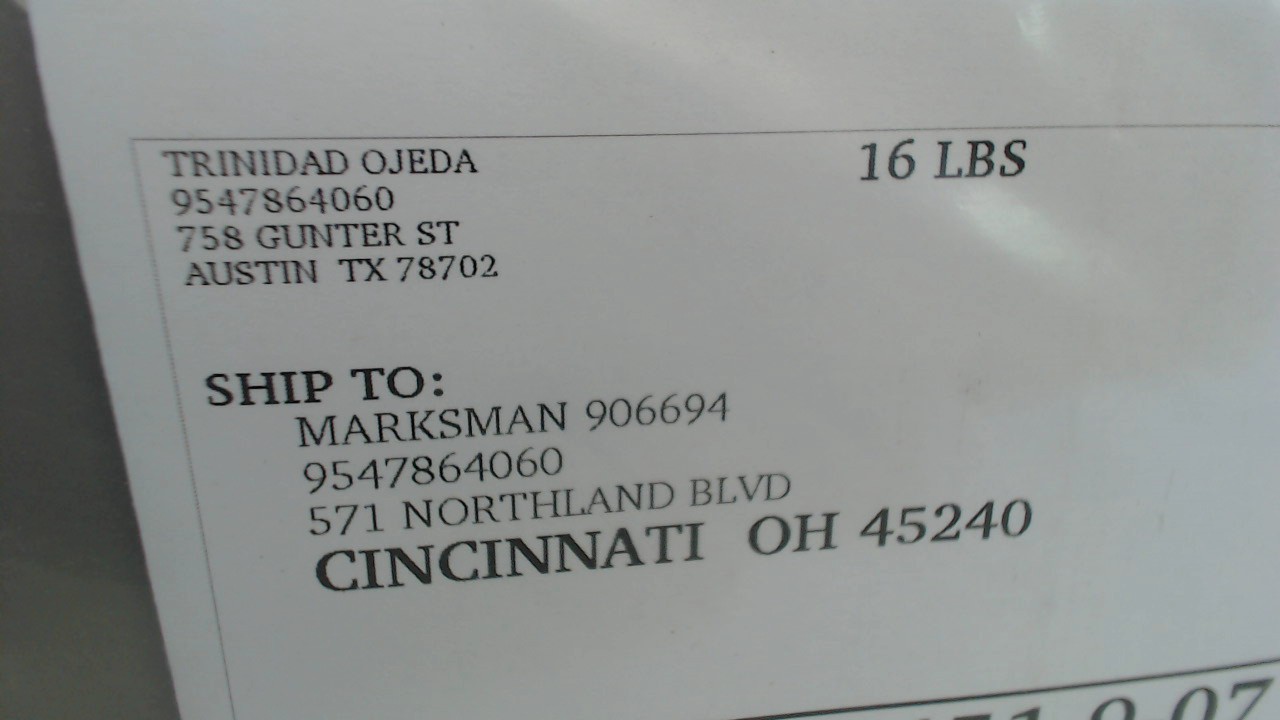 TRINIDAD OJEDA
16 LBS
9547864060
758 GUNTER ST
AUSTIN TX 78702
SHIP TO:
MARKSMAN 906694
9547864060
571 NORTHLAND BLVD
CINCINNATI OH 45240